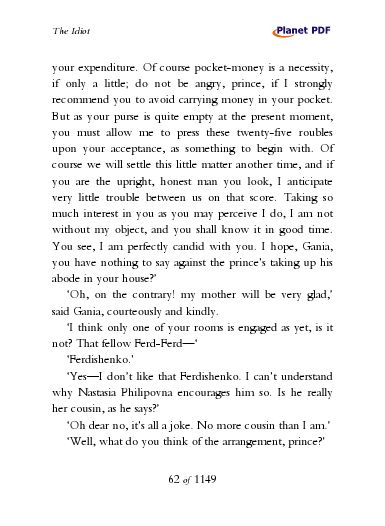 The Idiot
Planet PDF
your expenditure. Of course pocket-money is a necessity,
if only a little; do not be angry, prince, if I strongly
recommend you to avoid carrying money in your pocket.
But as your purse is quite empty at the present moment,
you must allow me to press these twenty-five roubles
upon your acceptance, as something to begin with. Of
course we will settle this little matter another time, and if
you are the upright, honest man you look, I anticipate
very little trouble between us on that score. Taking so
much interest in you as you may perceive I do, I am not
without my object, and you shall know it in good time.
You see, I am perfectly candid with you. I hope, Gania,
you have nothing to say against the prince's taking up his
abode in your house?'
'Oh, on the contrary! my mother will be very glad,'
said Gania, courteously and kindly.
'I think only one of your rooms is engaged as yet, is it
not? That fellow Ferd-Ferd—'
'Ferdishenko.'
'Yes—I don't like that Ferdishenko. I can't understand
why Nastasia Philipovna encourages him so. Is he really
her cousin, as he says?'
'Oh dear no, it's all a joke. No more cousin than I am.'
'Well, what do you think of the arrangement, prince?'
62 of 1149